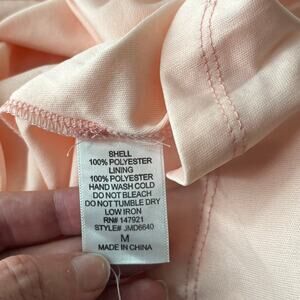 SHELL
100% POLYESTER
LINING
100% POLYESTER
HAND WASH COLD
DO NOT BLEACH
DO NOT TUMBLE DRY
LOW IRON
RN# 147921
STYLE# JMD6640
M
MADE IN CHINA